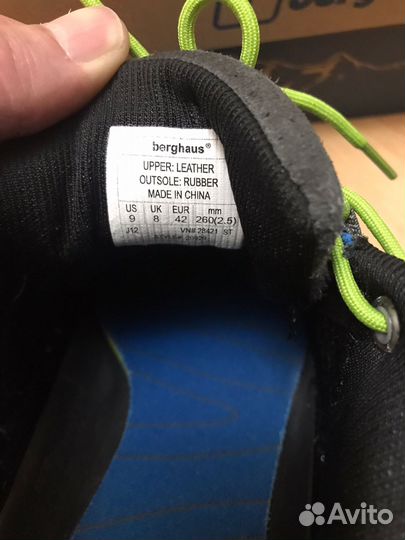 berghaus®
UPPER: LEATHER
OUTSOLE: RUBBER
MADE IN CHINA
US UK EUR mm
9 8 42 260(2.5)
J12 VN# 28421 ST
Avito